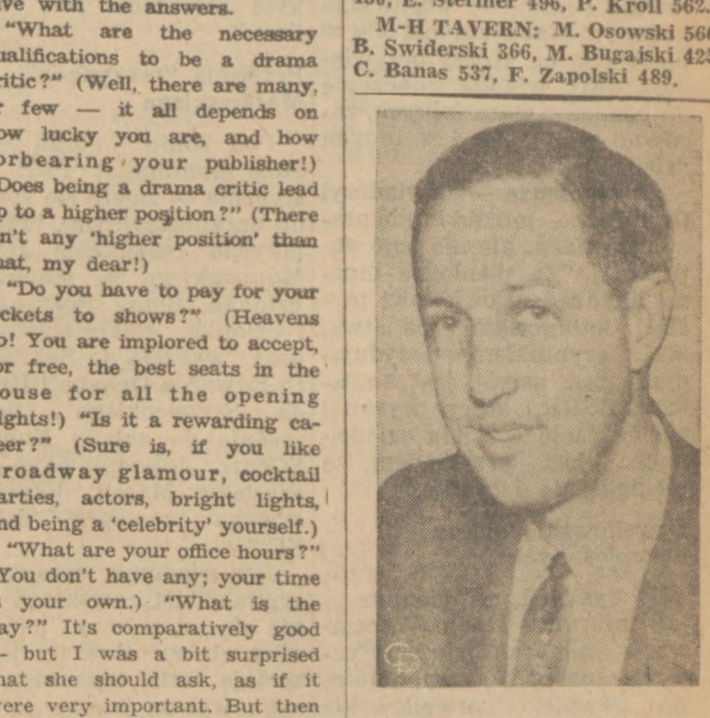 ve with the answers.
"What are the necessary
ualifications to be a drama
ritic?" (Well, there are many,
r few — it all depends on
ow lucky you are, and how
orbearing your publisher!)
Does being a drama critic lead
p to a higher position?" (There
n't any 'higher position' than
hat, my dear!)
"Do you have to pay for your
ckets to shows?" (Heavens
o! You are implored to accept,
or free, the best seats in the
ouse for all the opening
ights!) "Is it a rewarding ca-
eer?" (Sure is, if you like
roadway glamour, cocktail
arties, actors, bright lights,
nd being a 'celebrity' yourself.)
"What are your office hours?"
You don't have any; your time
s your own.) "What is the
ay?" It's comparatively good
— but I was a bit surprised
hat she should ask, as if it
were very important. But then
496, P. Kroll 562.
M-H TAVERN: M. Osowski 56
B. Swiderski 366, M. Bugajski 42
C. Banas 537, F. Zapolski 489.